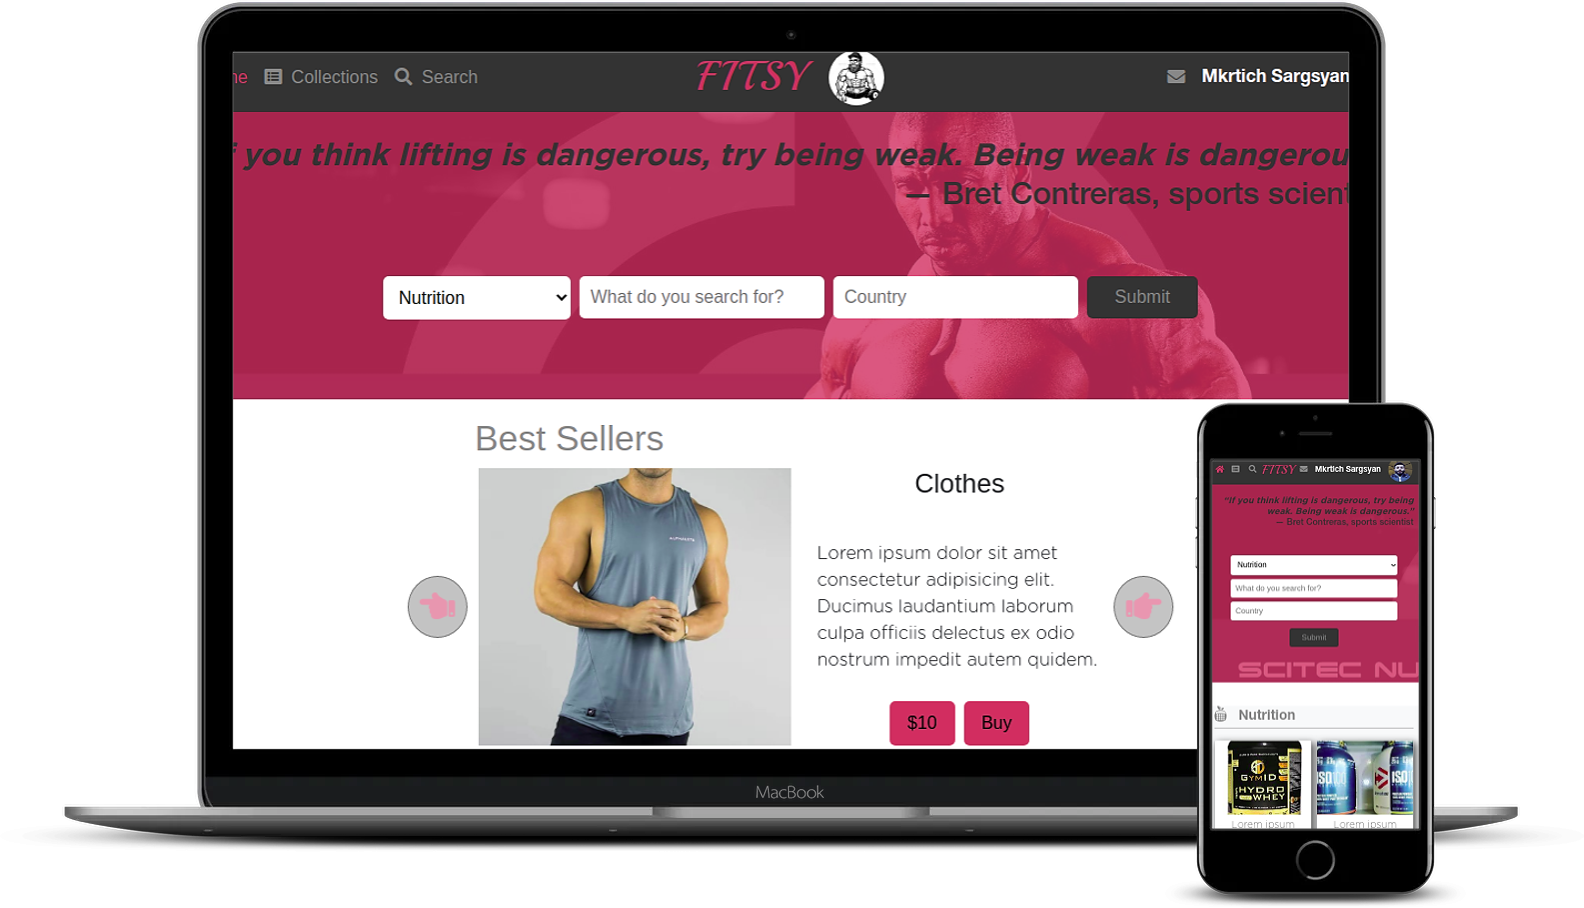 me Collections Search FITSY Mkrtich Sargsyan
f you think lifting is dangerous, try being weak. Being weak is dangerou
— Bret Contreras, sports scient
Nutrition What do you search for? Country Submit
Best Sellers
Clothes
Lorem ipsum dolor sit amet
consectetur adipisicing elit.
Ducimus laudantium laborum
culpa officiis delectus ex odio
nostrum impedit autem quidem.
$10 Buy
MacBook
FITSY Mkrtich Sargsyan
“If you think lifting is dangerous, try being
weak. Being weak is dangerous.”
— Bret Contreras, sports scientist
Nutrition
What do you search for?
Country
Submit
SCITEC NU
Nutrition
GYMID
HYDRO
WHEY
ISO
ISO
Lorem ipsum Lorem ipsum